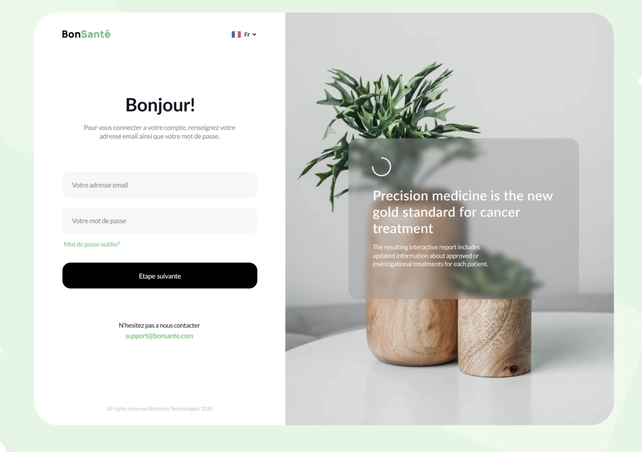 BonSanté
Fr
Bonjour!
Pour vous connecter a votre compte, renseignez votre
adresse email ainsi que votre mot de passe.
Votre adresse email
Votre mot de passe
Mot de passe oublie?
Etape suivante
N'hesitez pas a nous contacter
support@bonsante.com
All rights reserved Betterise Technologies 2020
Precision medicine is the new
gold standard for cancer
treatment
The resulting interactive report includes
updated information about approved or
investigational treatments for each patient.